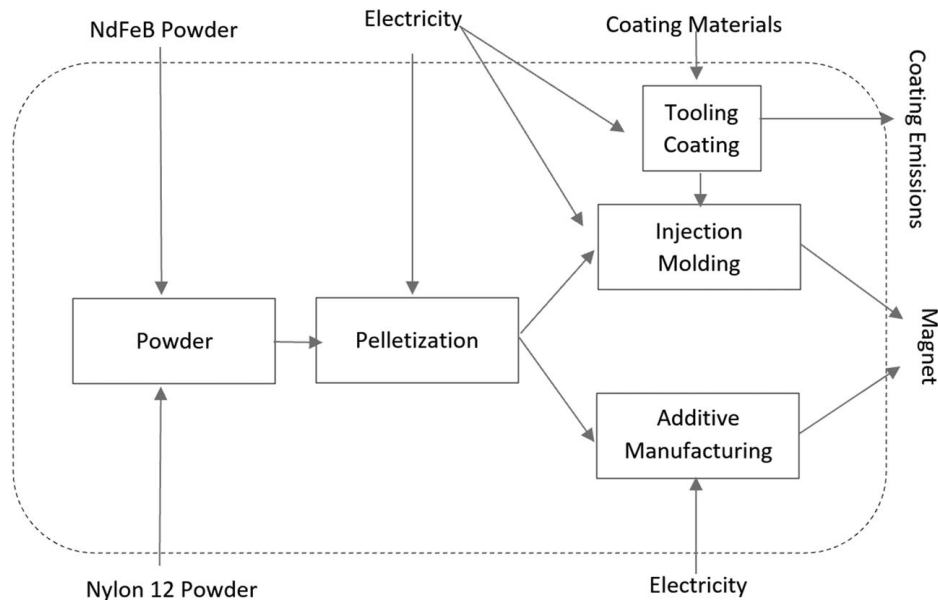 NdFeB Powder
Electricity
Coating Materials
Coating Emissions
Tooling
Coating
Injection
Molding
Powder
Pelletization
Magnet
Additive
Manufacturing
Nylon 12 Powder
Electricity